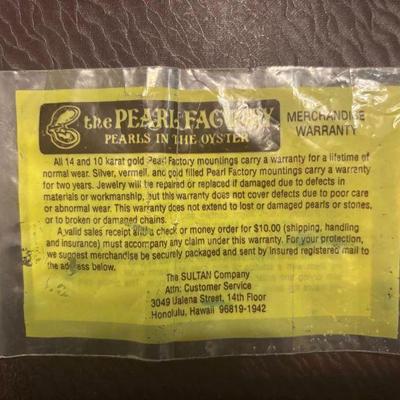 the PEARL FACTORY
PEARLS IN THE OYSTER
MERCHANDISE
WARRANTY
All 14 and 10 karat gold Pearl Factory mountings carry a warranty for a lifetime of
normal wear. Silver, vermeil, and gold filled Pearl Factory mountings carry a warranty
for two years. Jewelry will be repaired or replaced if damaged due to defects in
materials or workmanship, but this warranty does not cover defects due to poor care
or abnormal wear. This warranty does not extend to lost or damaged pearls or stones,
or to broken or damaged chains.
A valid sales receipt and a check or money order for $10.00 (shipping, handling
and insurance) must accompany any claim under this warranty. For your protection,
we suggest merchandise be securely packaged and sent by insured registered mail to
the address below.
The SULTAN Company
Attn: Customer Service
3049 Ualena Street, 14th Floor
Honolulu, Hawaii 96819-1942